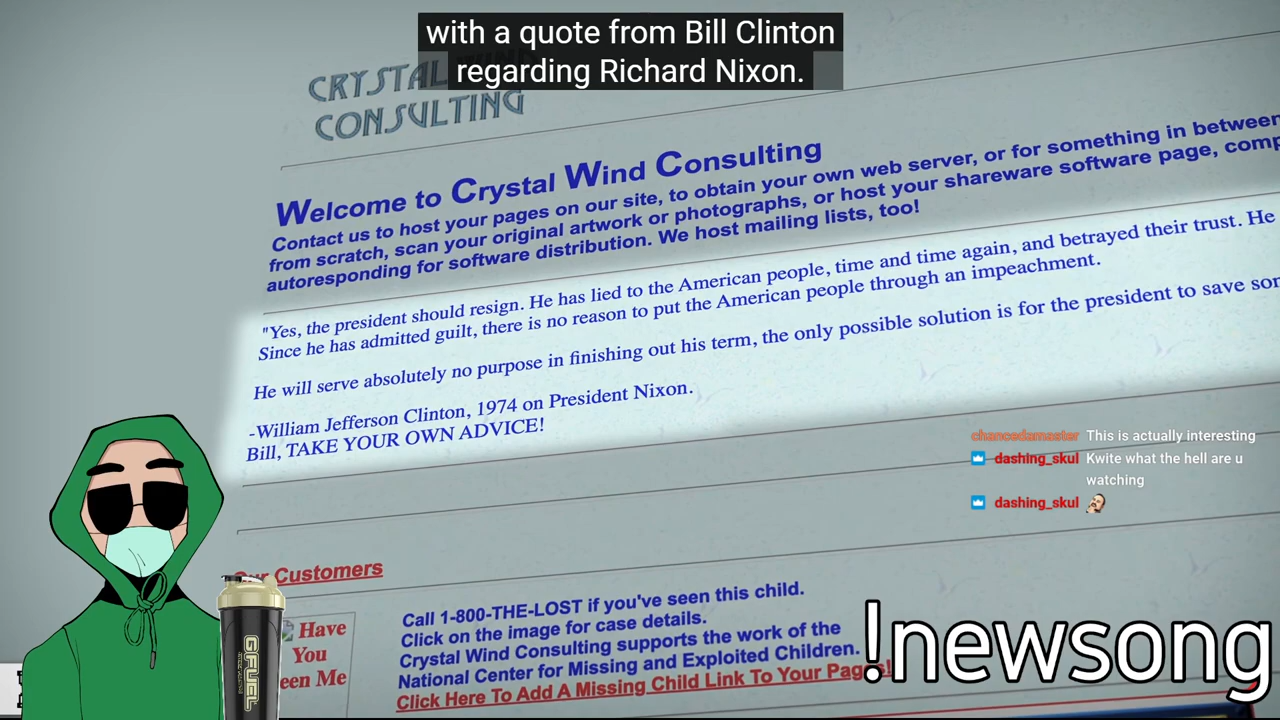 with a quote from Bill Clinton
regarding Richard Nixon.
CRYSTAL
CONSULTING
Welcome to Crystal Wind Consulting
Contact us to host your pages on our site, to obtain your own web server, or for something in between
from scratch, scan your original artwork or photographs, or host your shareware software page,
autoresponding for software distribution. We host mailing lists, too!
"Yes, the president should resign. He has lied to the American people, time and time again, and betrayed their trust. He
Since he has admitted guilt, there is no reason to put the American people through an impeachment.
He will serve absolutely no purpose in finishing out his term, the only possible solution is for the president to save
-William Jefferson Clinton, 1974 on President Nixon.
Bill, TAKE YOUR OWN ADVICE!
chancedamaster This is actually interesting
dashing_skul Kwite what the hell are u
watching
dashing_skul
Our Customers
Have
You
een Me
Call 1-800-THE-LOST if you've seen this child.
Click on the image for case details.
Crystal Wind Consulting supports the work of the
National Center for Missing and Exploited Children.
Click Here To Add A Missing Child Link To Your Pages!
!newsong
GFUEL